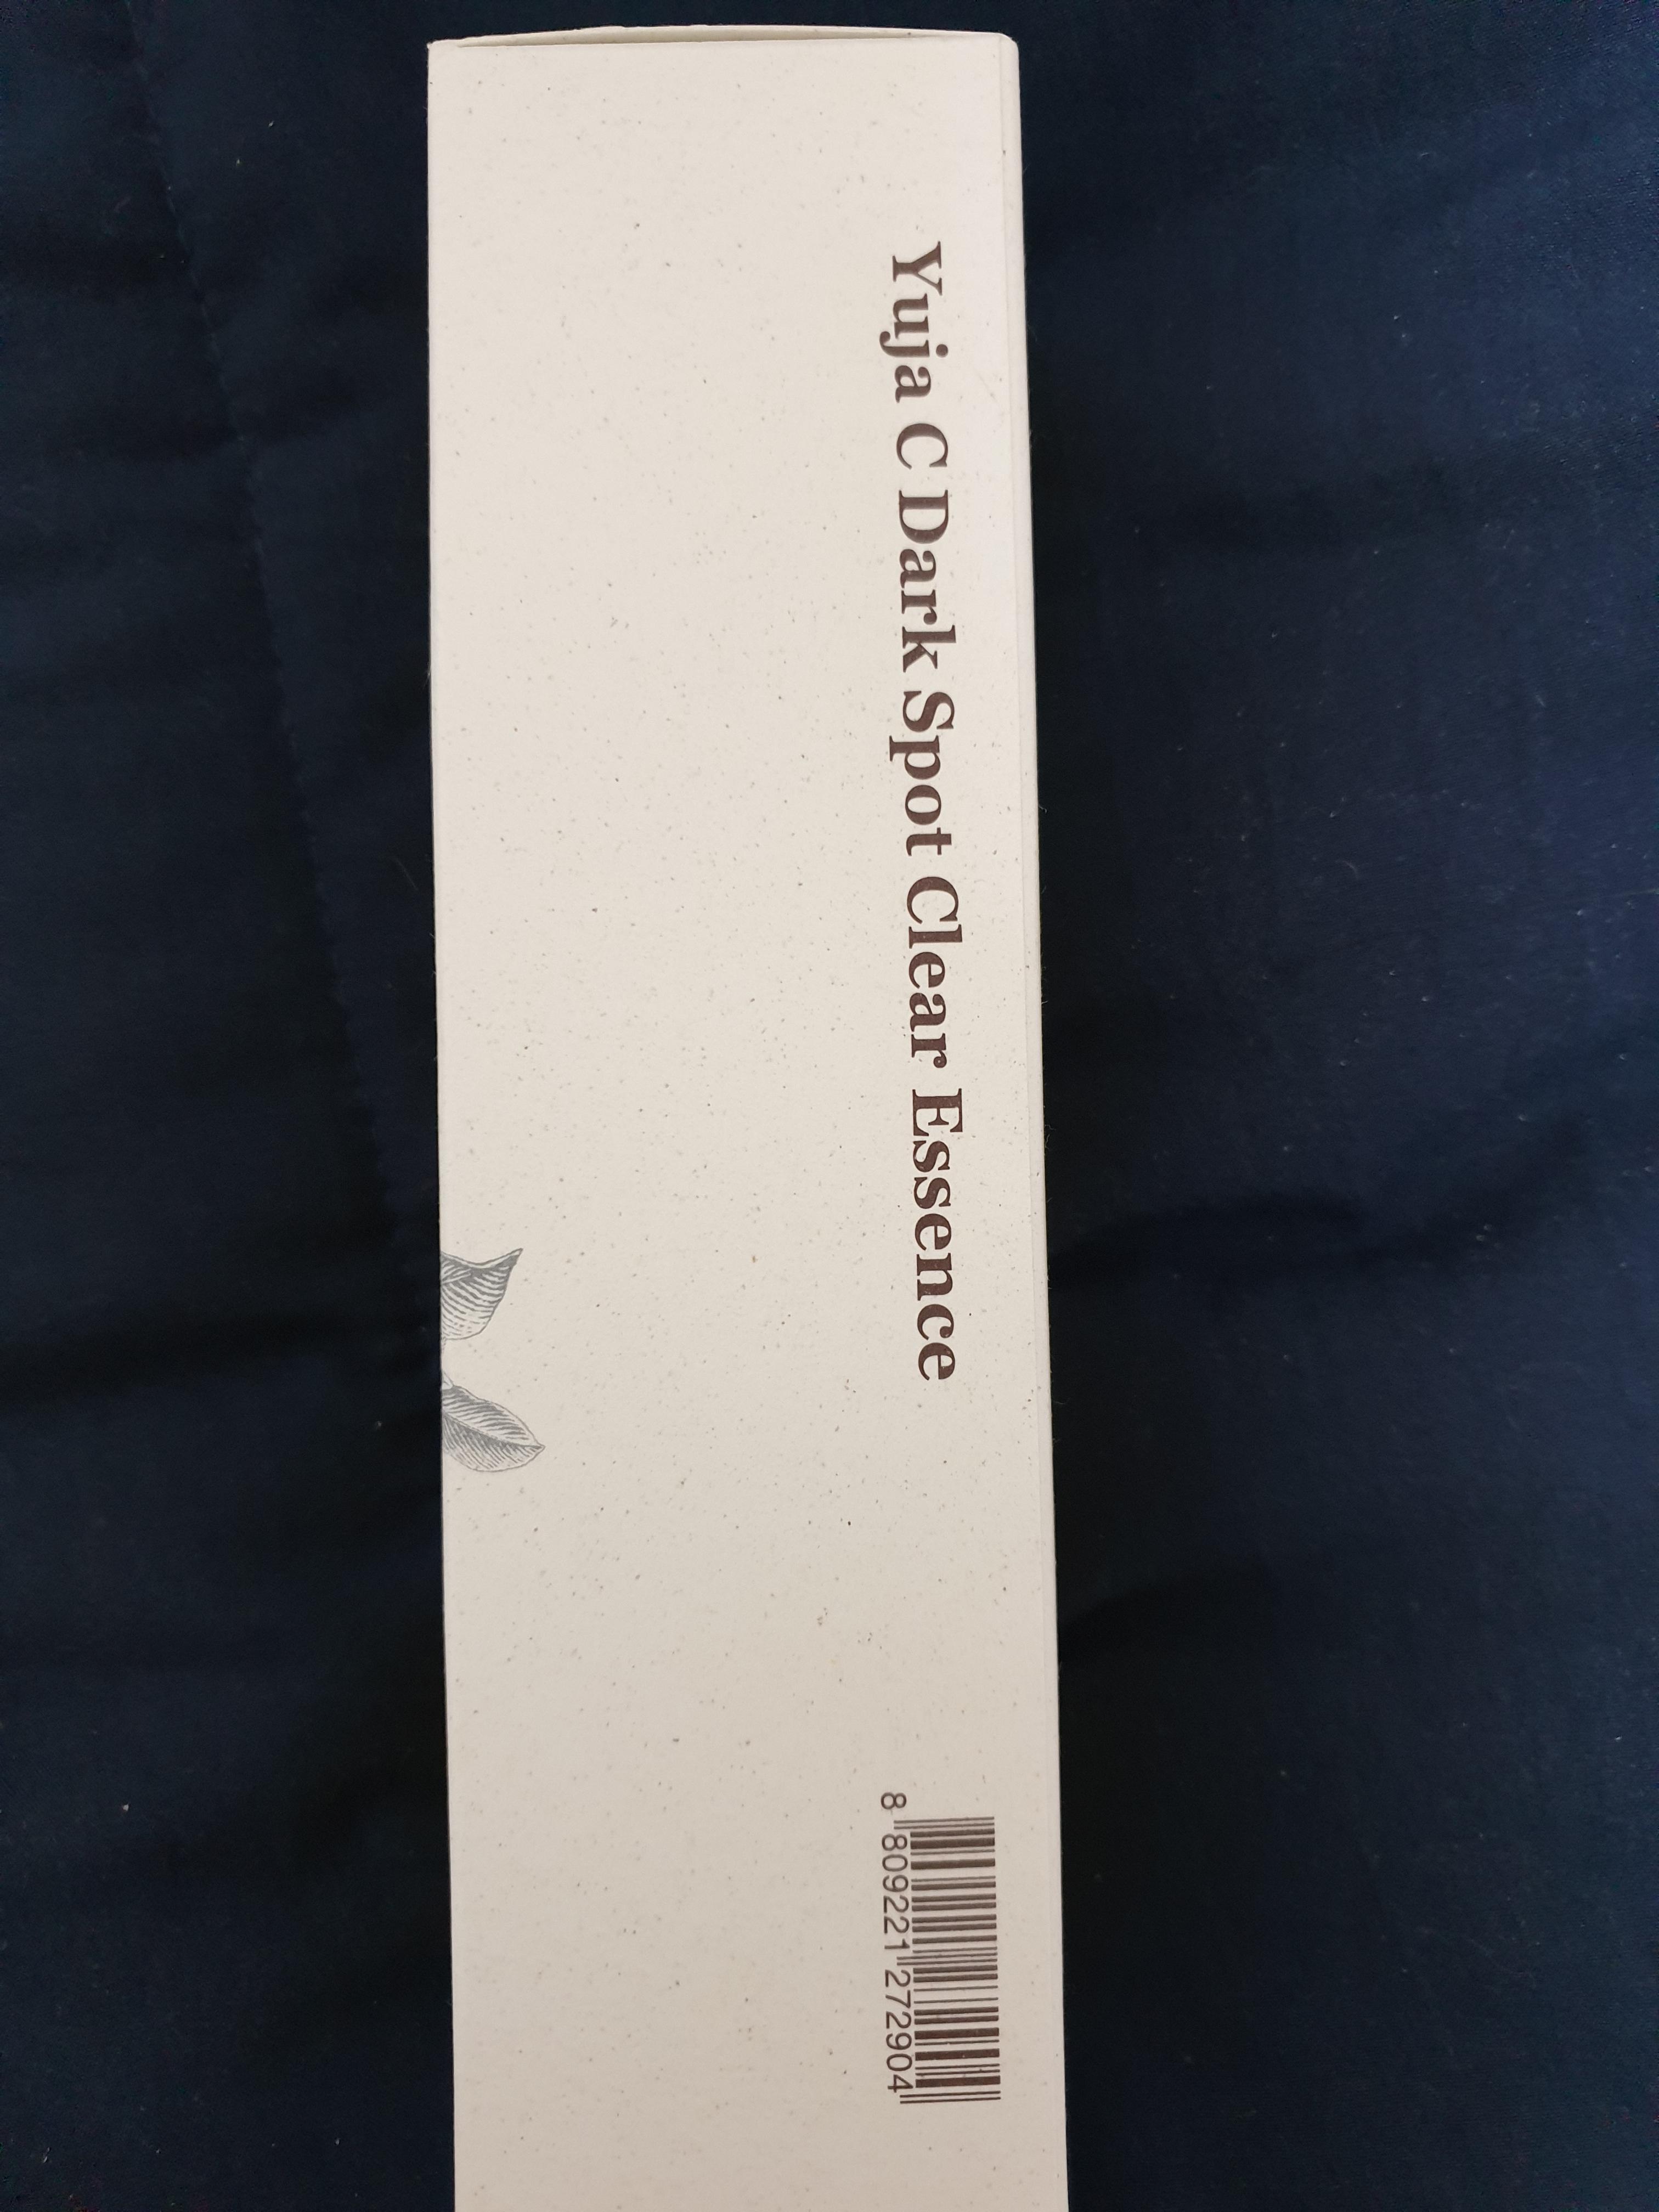 Yuja C Dark Spot Clear Essence
8 809221 272904